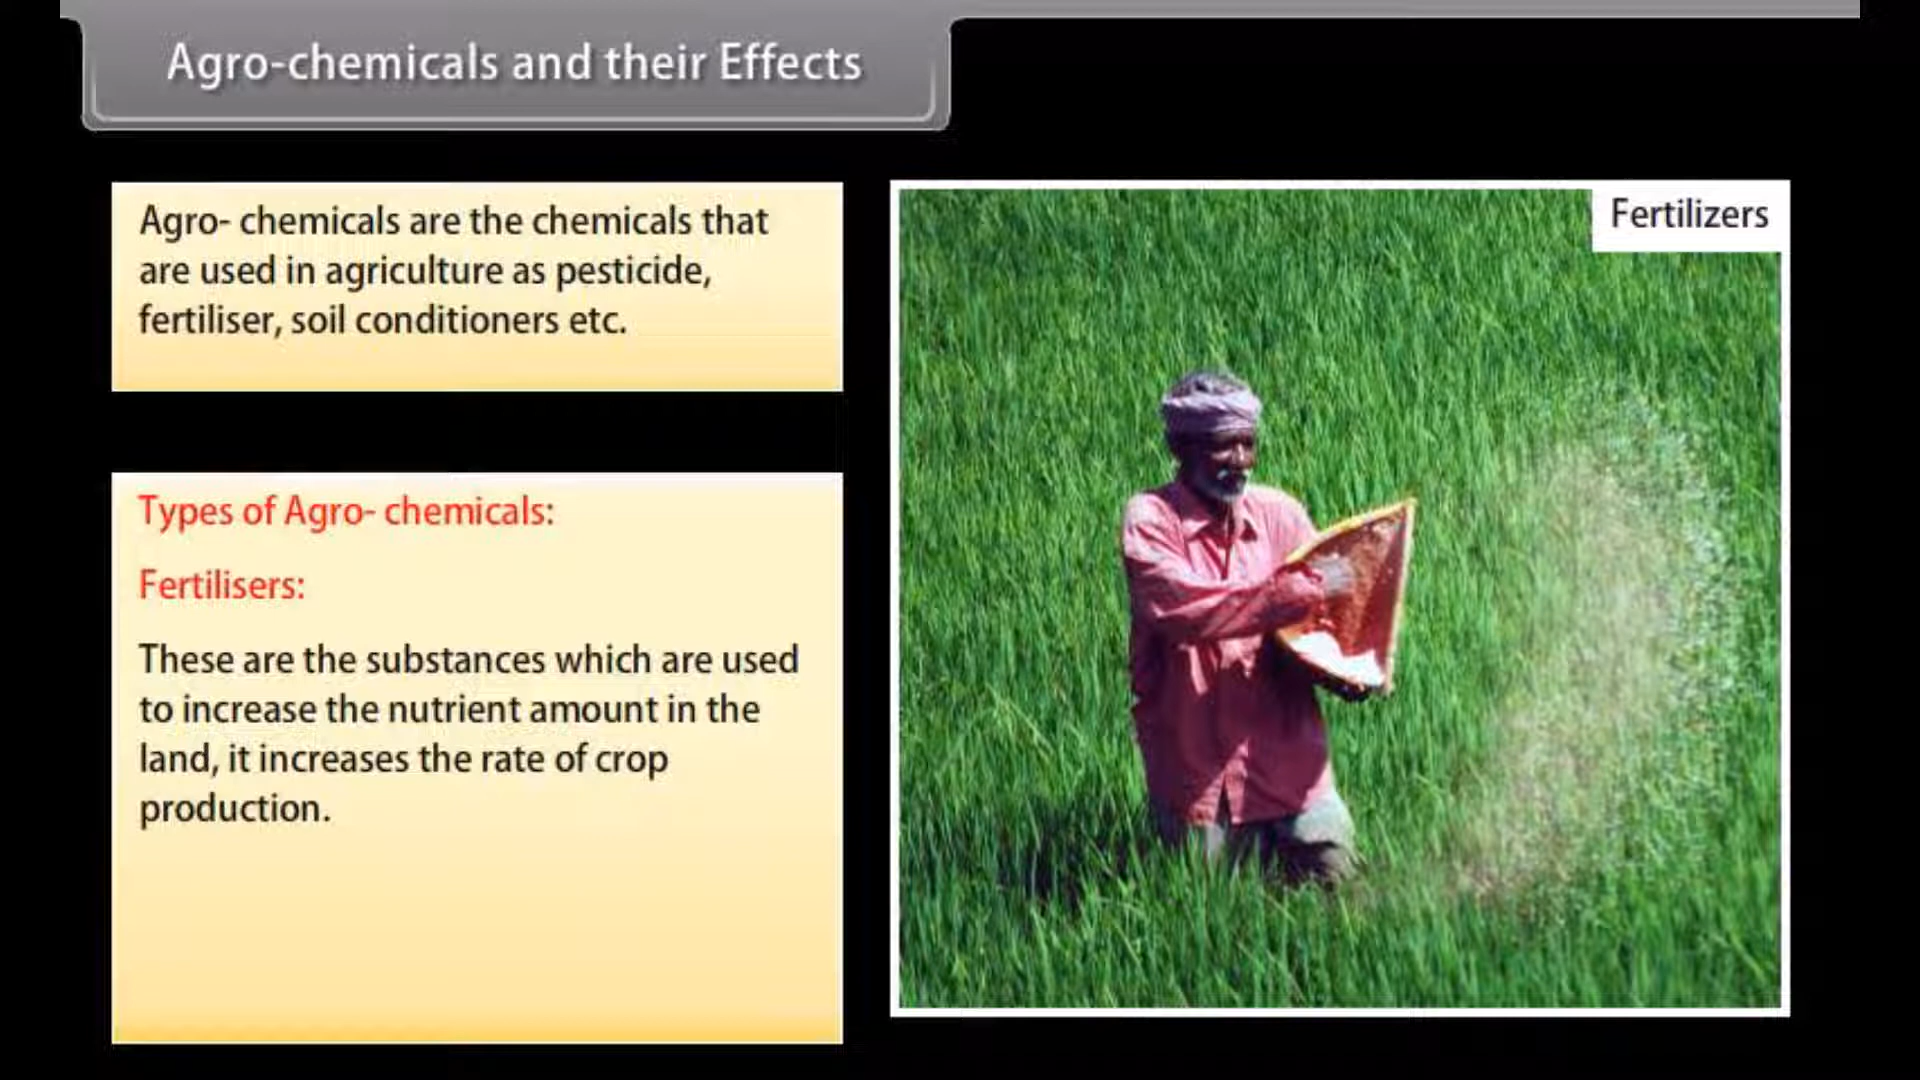 Agro-chemicals and their Effects
Agro- chemicals are the chemicals that
are used in agriculture as pesticide,
fertiliser, soil conditioners etc.
Types of Agro- chemicals:
Fertilisers:
These are the substances which are used
to increase the nutrient amount in the
land, it increases the rate of crop
production.
Fertilizers